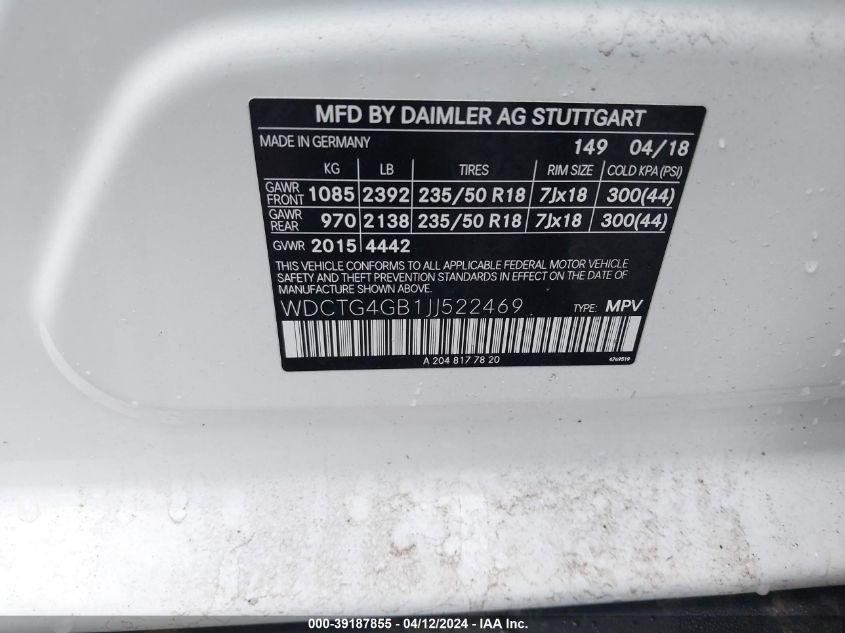 MFD BY DAIMLER AG STUTTGART
MADE IN GERMANY 149 04/18
KG LB TIRES RIM SIZE COLD KPA (PSI)
GAWR FRONT 1085 2392 235/50 R18 7Jx18 300(44)
GAWR REAR 970 2138 235/50 R18 7Jx18 300(44)
GVWR 2015 4442
THIS VEHICLE CONFORMS TO ALL APPLICABLE FEDERAL MOTOR VEHICLE
SAFETY AND THEFT PREVENTION STANDARDS IN EFFECT ON THE DATE OF
MANUFACTURE SHOWN ABOVE.
WDCTG4GB1JJ522469 TYPE: MPV
A 204 817 78 20 4769519
000-39187855 - 04/12/2024 - IAA Inc.